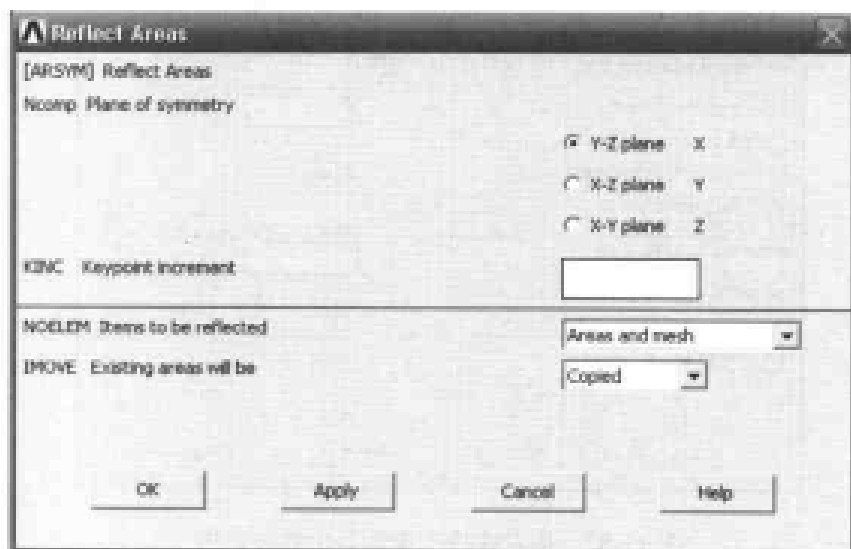 Reflect Areas
[ARSYM] Reflect Areas
Ncomp Plane of symmetry
Y-Z plane X
X-Z plane Y
X-Y plane Z
KINC Keypoint increment
NOELEM Items to be reflected
Areas and mesh
IMOVE Existing areas will be
Copied
OK Apply Cancel Help